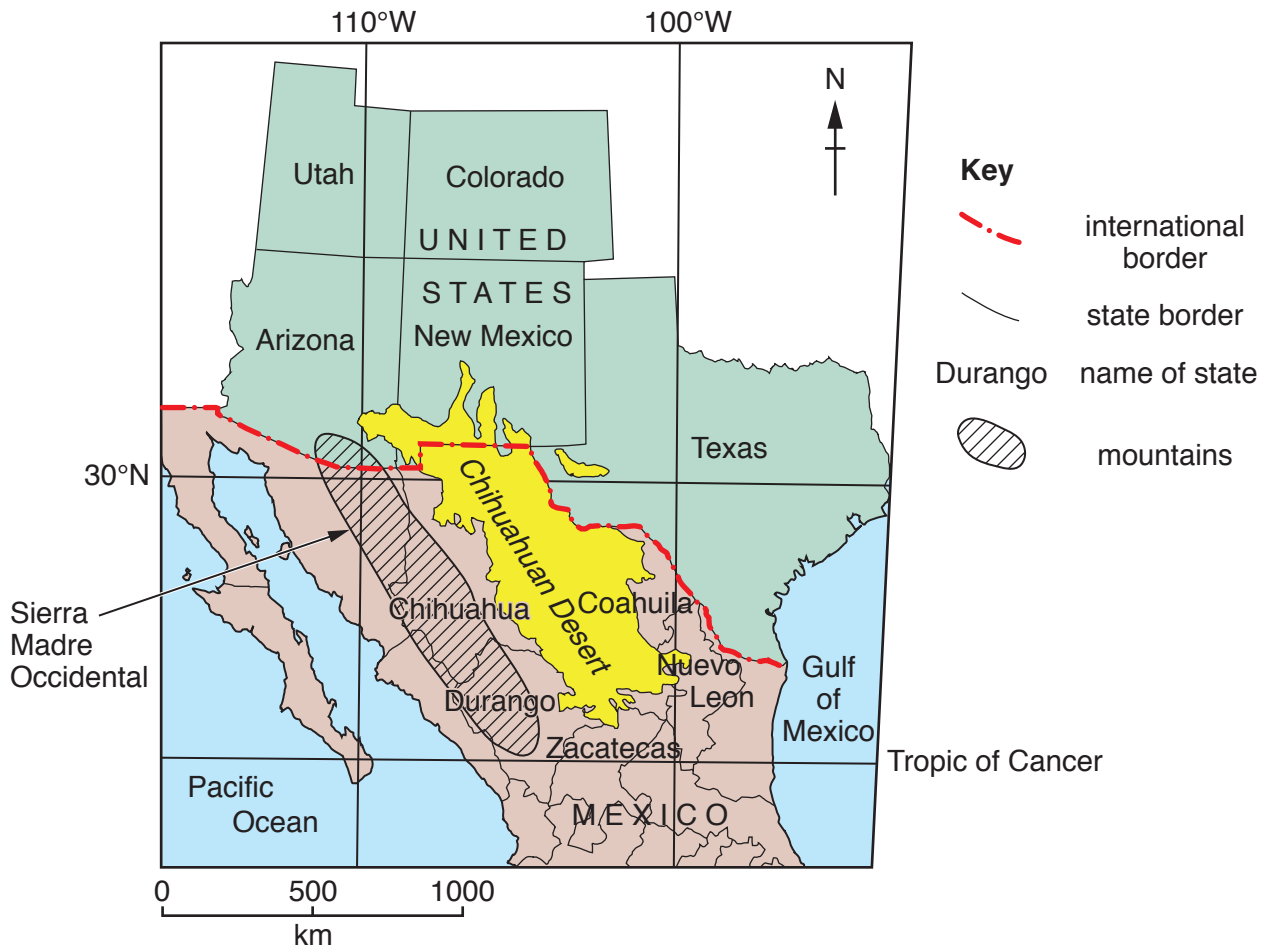 110°W
100°W
N
Utah
Colorado
UNITED
STATES
Arizona
New Mexico
Texas
30°N
Chihuahuan Desert
Chihuahua
Coahuila
Sierra
Madre
Occidental
Nuevo
Leon
Durango
Zacatecas
Gulf
of
Mexico
Tropic of Cancer
Pacific
Ocean
MEXICO
0 500 1000
km
Key
international
border
state border
Durango name of state
mountains